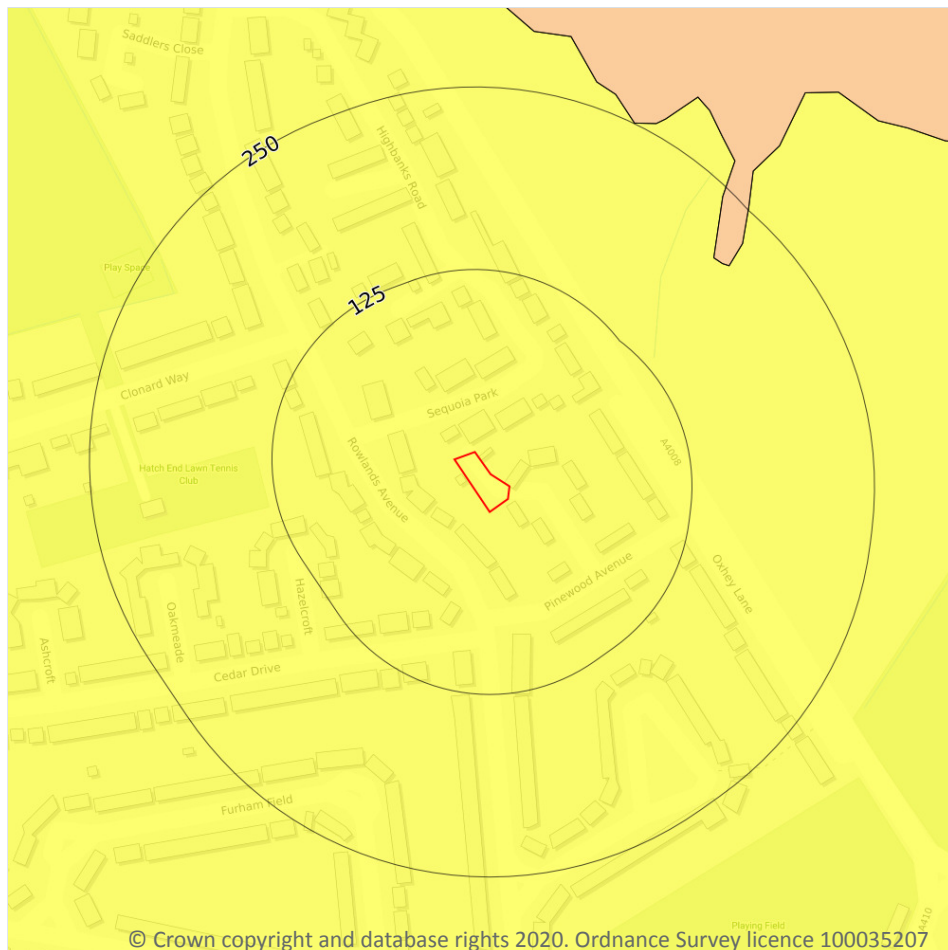 Saddlers Close
250
Highbanks Road
Play Space
125
Clonard Way
Sequoia Park
Hatch End Lawn Tennis
Club
Rowlands Avenue
A4008
Oxhey Lane
Pinewood Avenue
Hazelcroft
Oakmeade
Ashcroft
Cedar Drive
Furham Field
Playing Field
A410
© Crown copyright and database rights 2020. Ordnance Survey licence 100035207